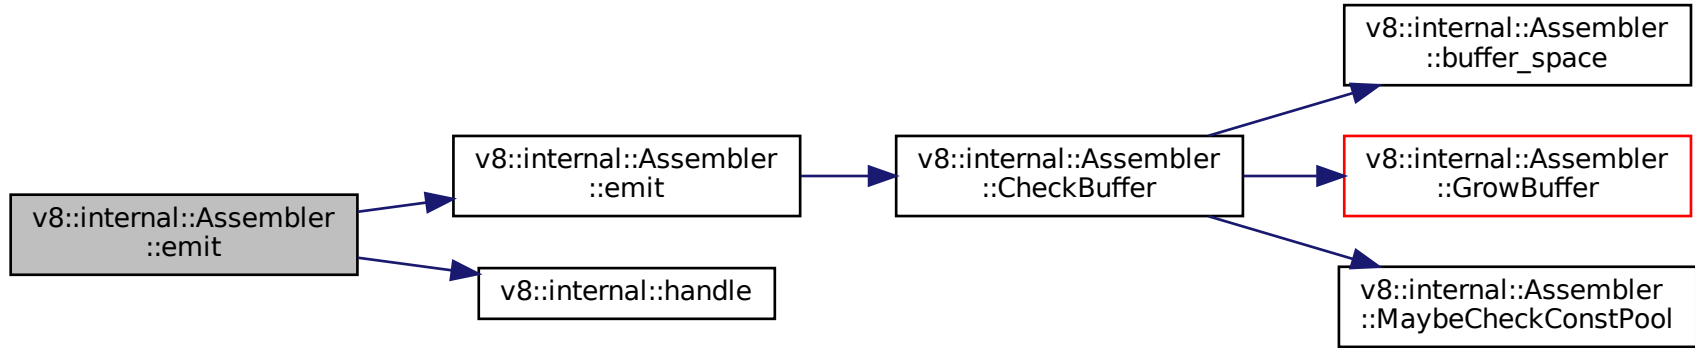 v8::internal::Assembler
::emit
v8::internal::Assembler
::emit
v8::internal::handle
v8::internal::Assembler
::CheckBuffer
v8::internal::Assembler
::buffer_space
v8::internal::Assembler
::GrowBuffer
v8::internal::Assembler
::MaybeCheckConstPool